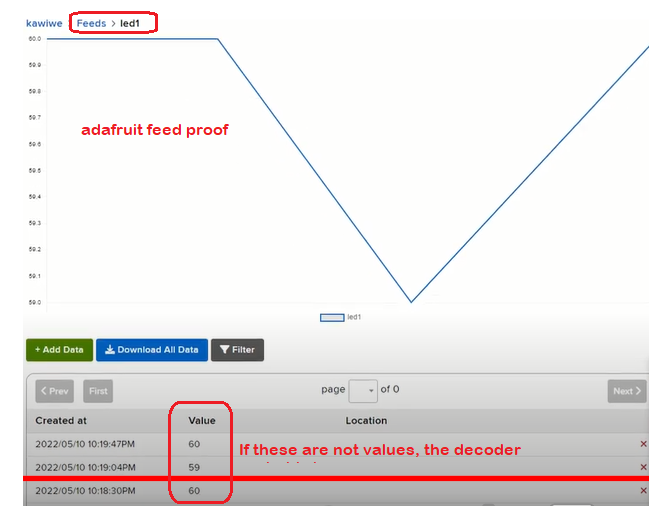 kawiwe > Feeds > led1
60.0
59.9
59.8
59.7
59.6
59.5
59.4
59.3
59.2
59.1
59.0
adafruit feed proof
led1
+ Add Data Download All Data Filter
< Prev First page of 0 Next >
Created at Value Location
2022/05/10 10:19:47PM 60 ×
If these are not values, the decoder
2022/05/10 10:19:04PM 59 ×
2022/05/10 10:18:30PM 60 ×